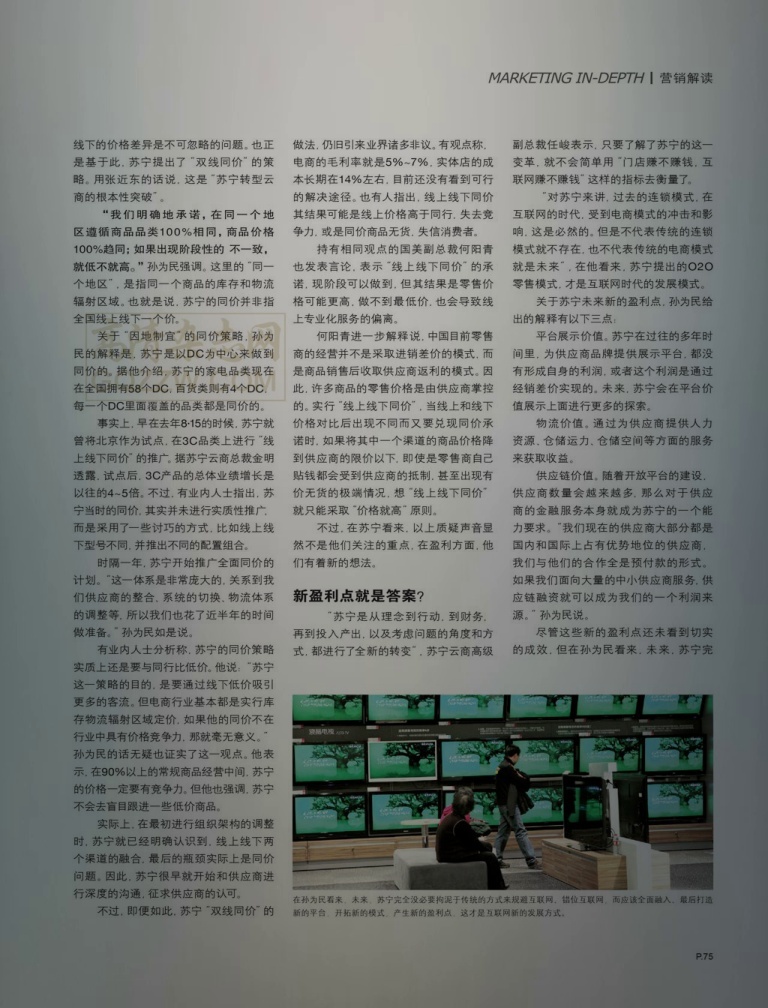 MARKETING IN-DEPTH | 营销解读
线下的价格差异是不可忽略的问题。也正
是基于此，苏宁提出了“双线同价”的策
略。用张近东的话说，这是“苏宁转型云
商的根本性突破”。
“我们明确地承诺，在同一个地
区遵循商品品类100%相同，商品价格
100%趋同；如果出现阶段性的 不一致，
就低不就高。”孙为民强调。这里的“同一
个地区”，是指同一个商品的库存和物流
辐射区域。也就是说，苏宁的同价并非指
全国线上线下一个价。
关于“因地制宜”的同价策略，孙为
民的解释是，苏宁是以DC为中心来做到
同价的。据他介绍，苏宁的家电品类现在
在全国拥有58个DC，百货类则有4个DC，
每一个DC里面覆盖的品类都是同价的。
事实上，早在去年8·15的时候，苏宁就
曾将北京作为试点，在3C品类上进行“线
上线下同价”的推广，据苏宁云商总裁金明
透露，试点后，3C产品的总体业绩增长是
以往的4~5倍。不过，有业内人士指出，苏
宁当时的同价，其实并未进行实质性推广，
而是采用了一些讨巧的方式，比如线上线
下型号不同，并推出不同的配置组合。
时隔一年，苏宁开始推广全面同价的
计划。“这一体系是非常庞大的，关系到我
们供应商的整合，系统的切换，物流体系
的调整等，所以我们也花了近半年的时间
做准备。”孙为民如是说。
有业内人士分析称，苏宁的同价策略
实质上还是要与同行比低价。他说：“苏宁
这一策略的目的，是要通过线下低价吸引
更多的客流。但电商行业基本都是实行库
存物流辐射区域定价，如果他的同价不在
行业中具有价格竞争力，那就毫无意义。”
孙为民的话无疑也证实了这一观点。他表
示，在90%以上的常规商品经营中间，苏宁
的价格一定要有竞争力。但他也强调，苏宁
不会去盲目跟进一些低价商品。
实际上，在最初进行组织架构的调整
时，苏宁就已经明确认识到，线上线下两
个渠道的融合，最后的瓶颈实际上是同价
问题。因此，苏宁很早就开始和供应商进
行深度的沟通，征求供应商的认可。
不过，即便如此，苏宁“双线同价”的
做法，仍旧引来业界诸多非议。有观点称，
电商的毛利率就是5%~7%，实体店的成
本长期在14%左右，目前还没有看到可行
的解决途径。也有人指出，线上线下同价
其结果可能是线上价格高于同行，失去竞
争力，或是同价商品无货，失信消费者。
持有相同观点的国美副总裁何阳青
也发表言论，表示“线上线下同价”的承
诺，现阶段可以做到，但其结果是零售价
格可能更高，做不到最低价，也会导致线
上专业化服务的偏离。
何阳青进一步解释说，中国目前零售
商的经营并不是采取进销差价的模式，而
是商品销售后收取供应商返利的模式。因
此，许多商品的零售价格是由供应商掌控
的。实行“线上线下同价”，当线上和线下
价格对比后出现不同而又要兑现同价承
诺时，如果将其中一个渠道的商品价格降
到供应商的限价以下，即使是零售商自己
贴钱都会受到供应商的抵制，甚至出现有
价无货的极端情况，想“线上线下同价”
就只能采取“价格就高”原则。
不过，在苏宁看来，以上质疑声音显
然不是他们关注的重点，在盈利方面，他
们有着新的想法。
新盈利点就是答案?
“苏宁是从理念到行动，到财务，
再到投入产出，以及考虑问题的角度和方
式，都进行了全新的转变”，苏宁云商高级
副总裁任峻表示，只要了解了苏宁的这一
变革，就不会简单用“门店赚不赚钱，互
联网赚不赚钱”这样的指标去衡量了。
“对苏宁来讲，过去的连锁模式，在
互联网的时代，受到电商模式的冲击和影
响，这是必然的。但是不代表传统的连锁
模式就不存在，也不代表传统的电商模式
就是未来”，在他看来，苏宁提出的O2O
零售模式，才是互联网时代的发展模式。
关于苏宁未来新的盈利点，孙为民给
出的解释有以下三点：
平台展示价值。苏宁在过往的多年时
间里，为供应商品牌提供展示平台，都没
有形成自身的利润，或者这个利润是通过
经销差价实现的。未来，苏宁会在平台价
值展示上面进行更多的探索。
物流价值。通过为供应商提供人力
资源、仓储运力、仓储空间等方面的服务
来获取收益。
供应链价值。随着开放平台的建设，
供应商数量会越来越多，那么对于供应
商的金融服务本身就成为苏宁的一个能
力要求。“我们现在的供应商大部分都是
国内和国际上占有优势地位的供应商，
我们与他们的合作全是预付款的形式。
如果我们面向大量的中小供应商服务，供
应链融资就可以成为我们的一个利润来
源。”孙为民说。
尽管这些新的盈利点还未看到切实
的成效，但在孙为民看来，未来，苏宁完
在孙为民看来，未来，苏宁完全没必要拘泥于传统的方式来规避互联网、错位互联网，而应该全面融入，最后打造
新的平台，开拓新的模式，产生新的盈利点，这才是互联网新的发展方式。
P.75